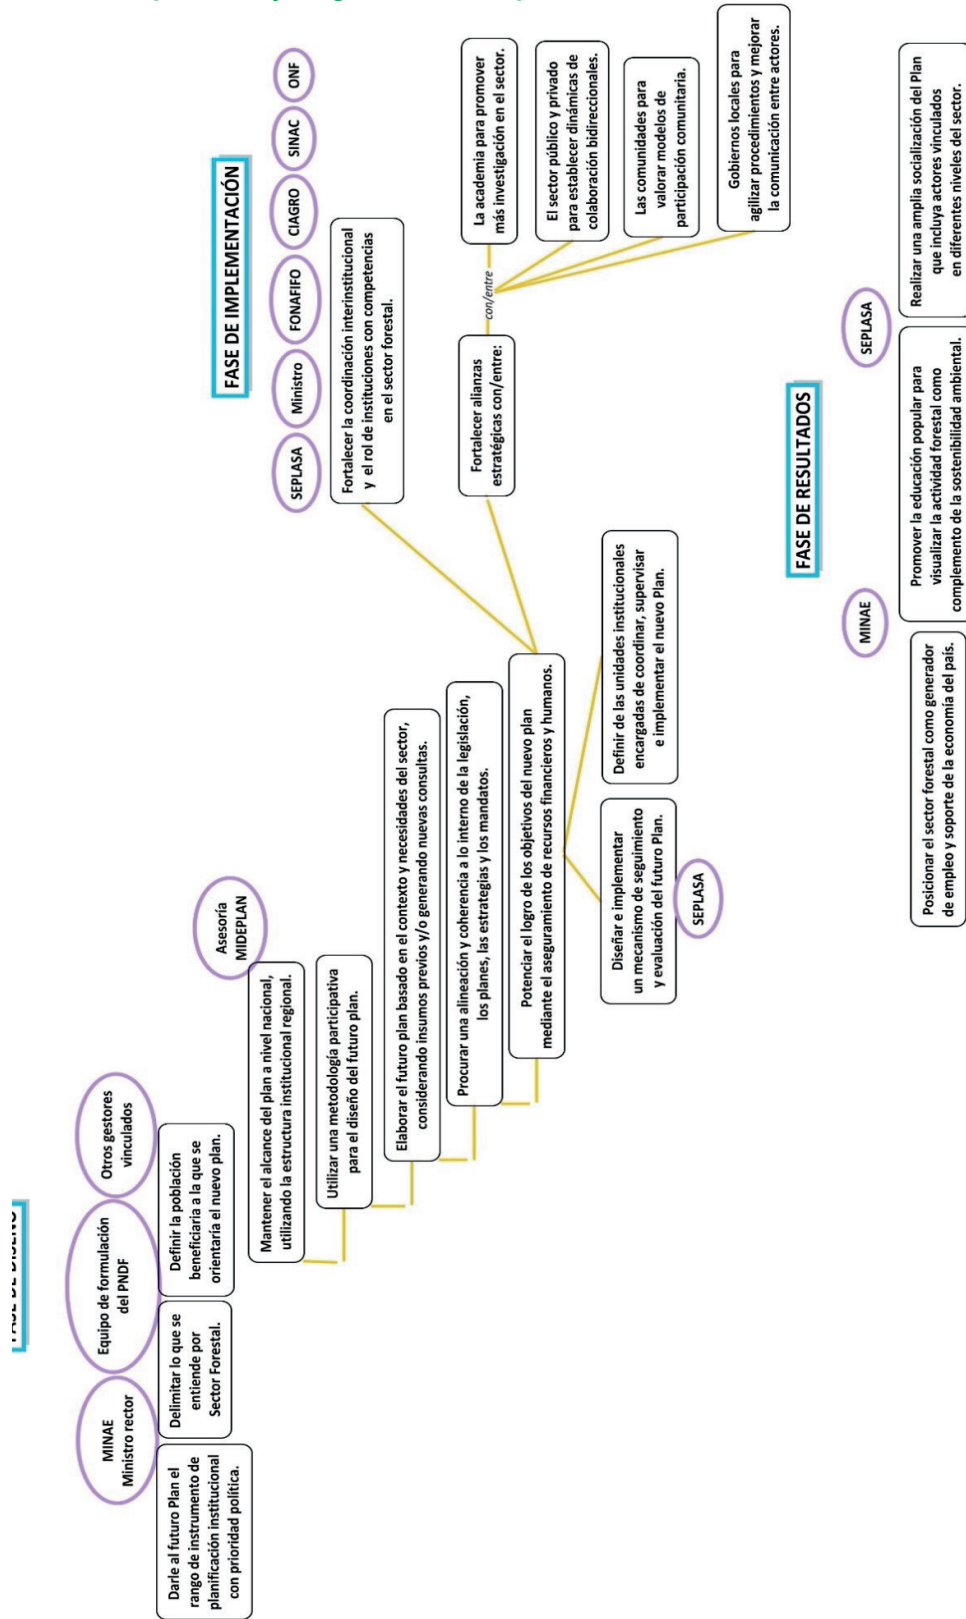 FASE DE DISEÑO
MINAE
Ministro rector
Equipo de formulación
del PNDF
Otros gestores
vinculados
Darle al futuro Plan el
rango de instrumento de
planificación institucional
con prioridad política.
Delimitar lo que se
entiende por
Sector Forestal.
Definir la población
beneficiaria a la que se
orientaría el nuevo plan.
Asesoría
MIDEPLAN
Mantener el alcance del plan a nivel nacional,
utilizando la estructura institucional regional.
Utilizar una metodología participativa
para el diseño del futuro plan.
Elaborar el futuro plan basado en el contexto y necesidades del sector,
considerando insumos previos y/o generando nuevas consultas.
Procurar una alineación y coherencia a lo interno de la legislación,
los planes, las estrategias y los mandatos.
Potenciar el logro de los objetivos del nuevo plan
mediante el aseguramiento de recursos financieros y humanos.
Diseñar e implementar
un mecanismo de seguimiento
y evaluación del futuro Plan.
SEPLASA
Definir de las unidades institucionales
encargadas de coordinar, supervisar
e implementar el nuevo Plan.
FASE DE IMPLEMENTACIÓN
SEPLASA
Ministro
FONAFIFO
CIAGRO
SINAC
ONF
Fortalecer la coordinación interinstitucional
y el rol de instituciones con competencias
en el sector forestal.
Fortalecer alianzas
estratégicas con/entre:
con/entre
La academia para promover
más investigación en el sector.
El sector público y privado
para establecer dinámicas de
colaboración bidireccionales.
Las comunidades para
valorar modelos de
participación comunitaria.
Gobiernos locales para
agilizar procedimientos y mejorar
la comunicación entre actores.
FASE DE RESULTADOS
MINAE
SEPLASA
Posicionar el sector forestal como generador
de empleo y soporte de la economía del país.
Promover la educación popular para
visualizar la actividad forestal como
complemento de la sostenibilidad ambiental.
Realizar una amplia socialización del Plan
que incluya actores vinculados
en diferentes niveles del sector.